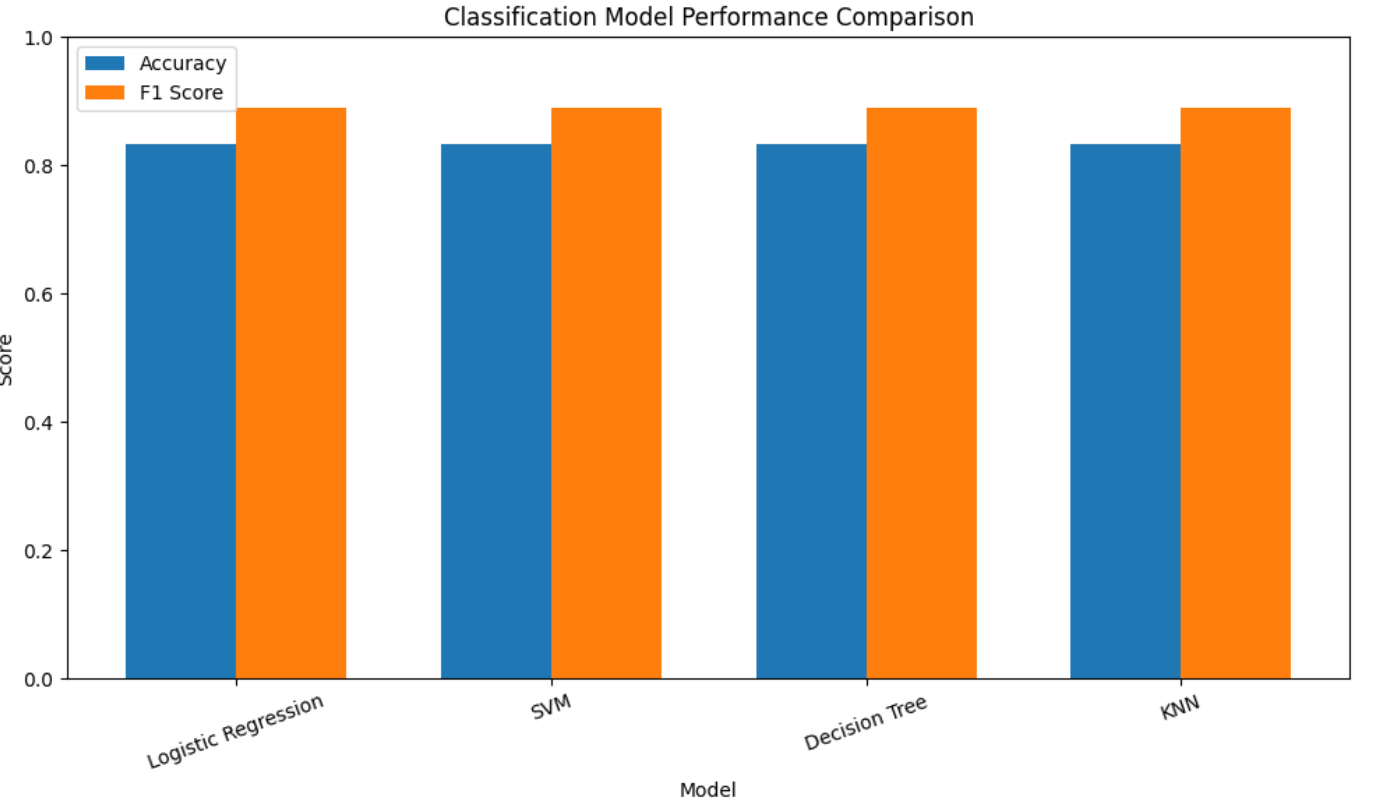 Classification Model Performance Comparison
1.0
Accuracy
F1 Score
0.8
0.6
Score
0.4
0.2
0.0
Logistic Regression
SVM
Decision Tree
KNN
Model